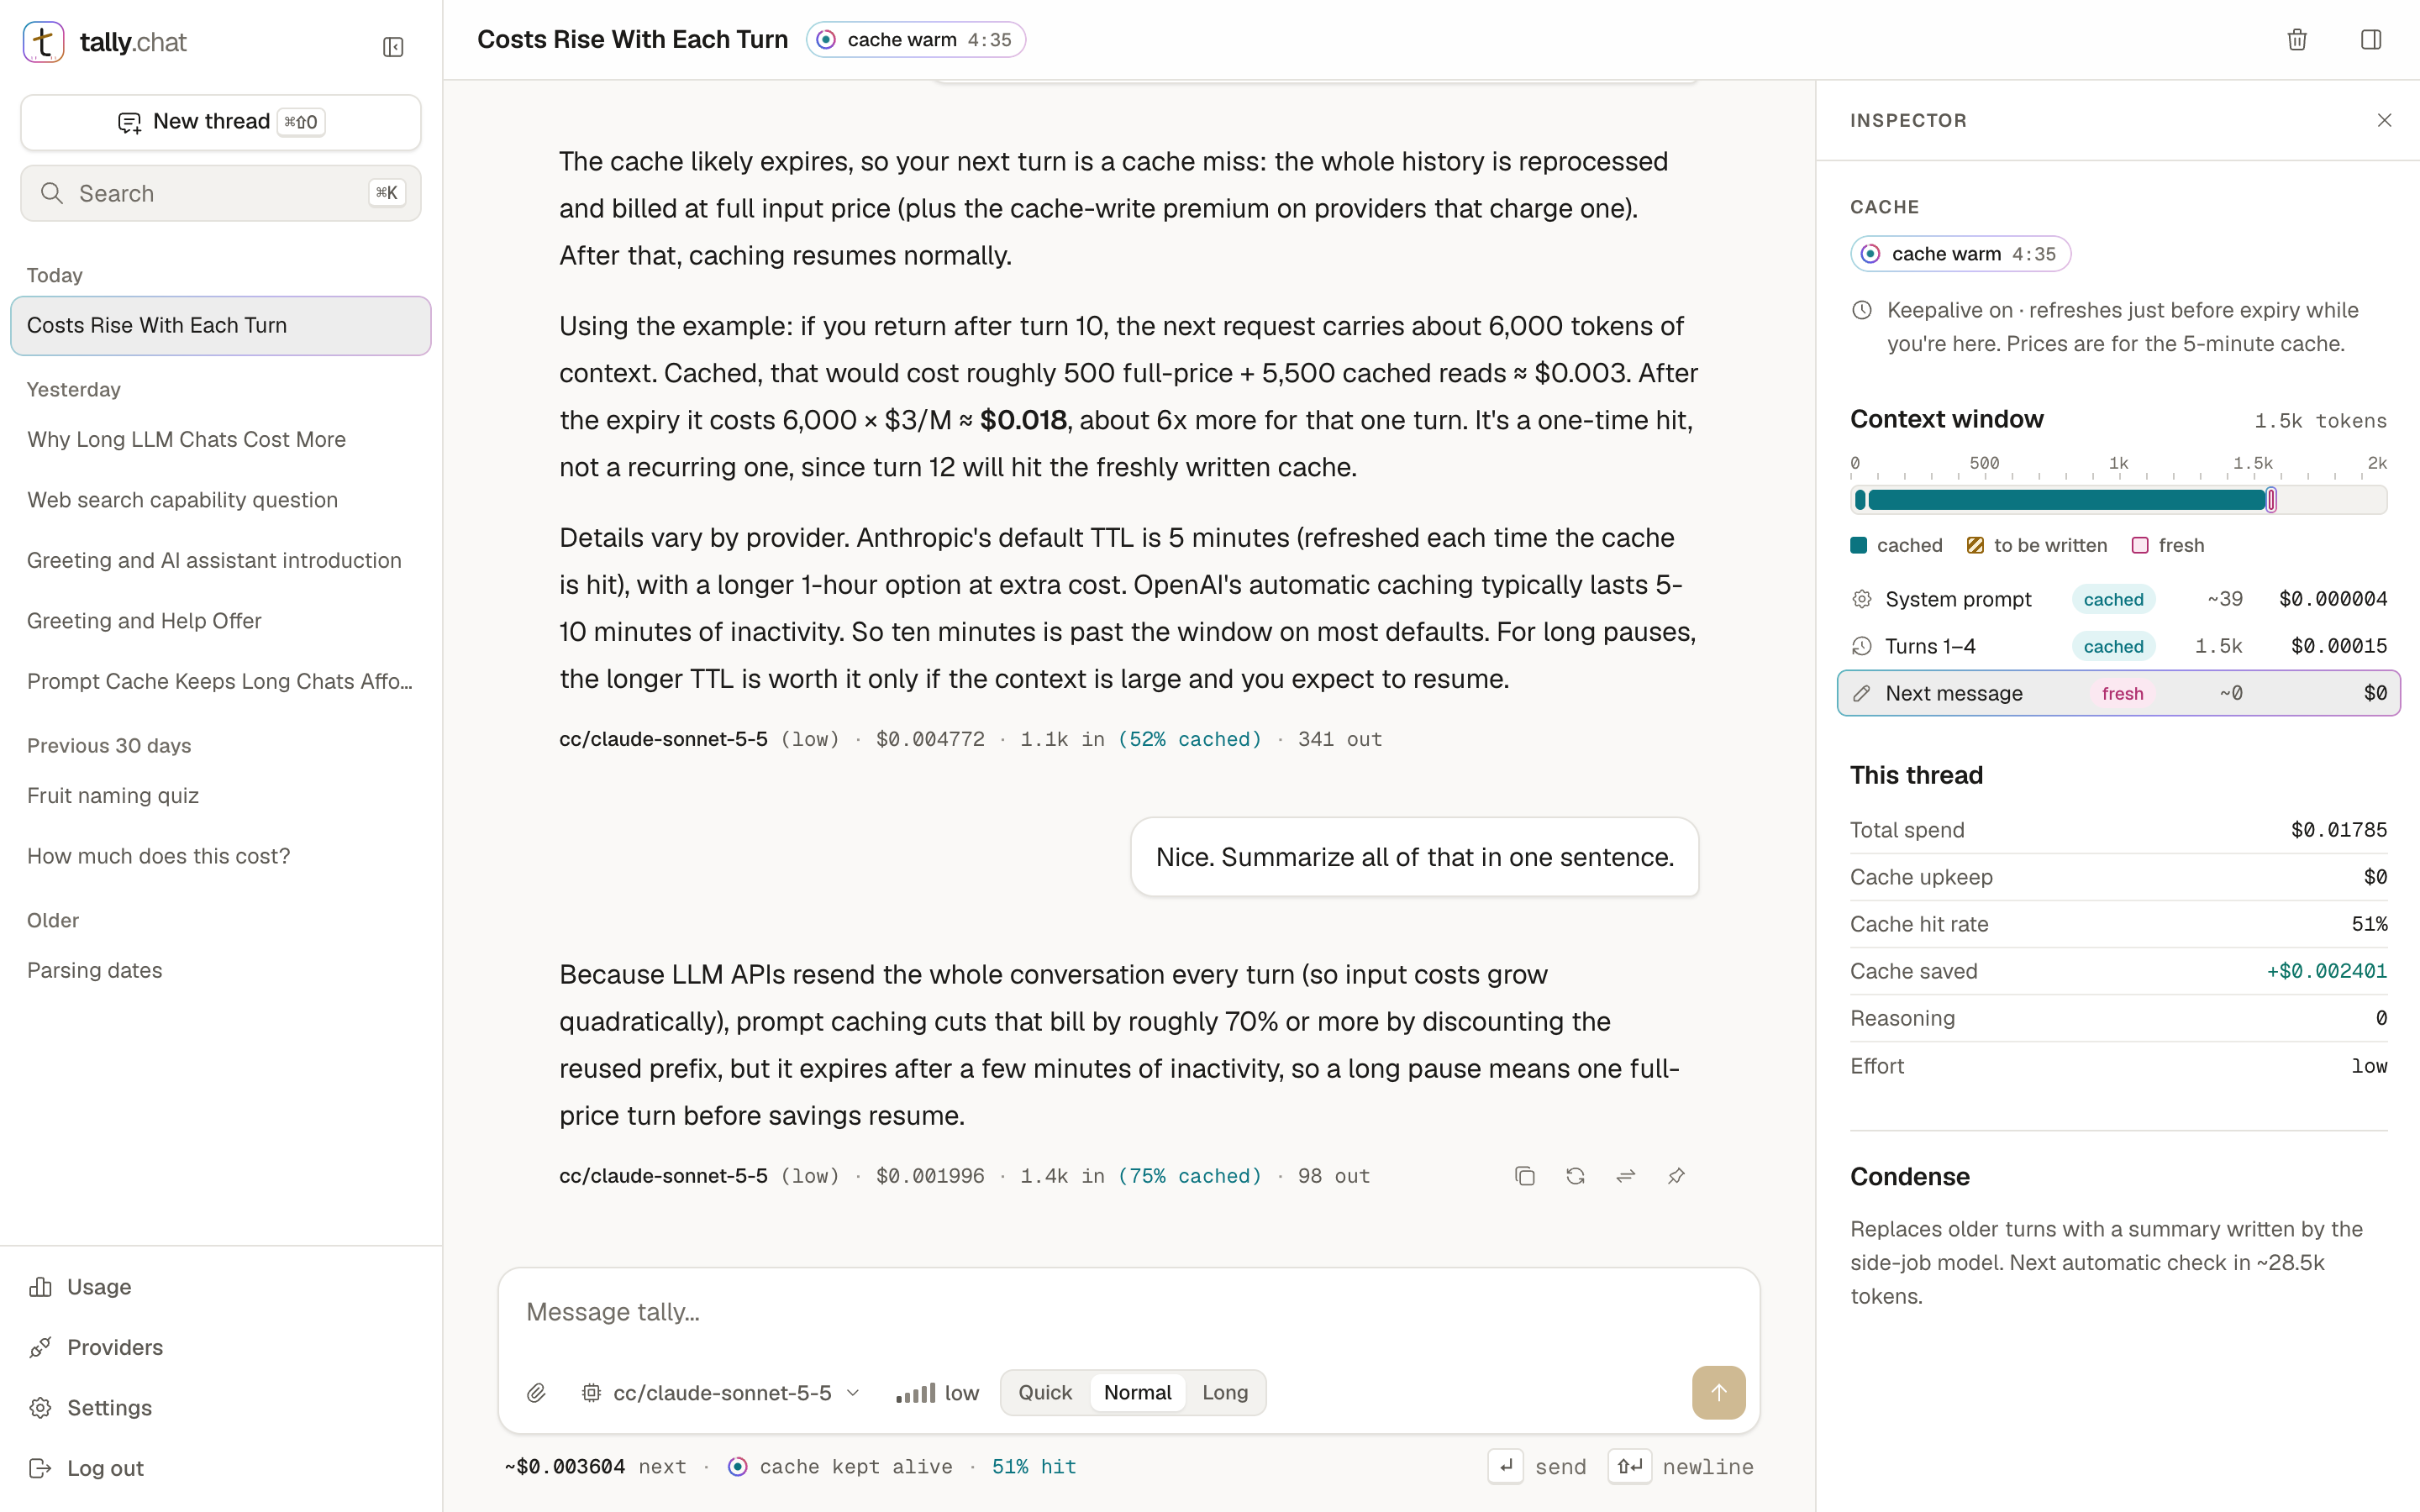 tally.chat
New thread ⌘⇧O
Search ⌘K
Today
Costs Rise With Each Turn
Yesterday
Why Long LLM Chats Cost More
Web search capability question
Greeting and AI assistant introduction
Greeting and Help Offer
Prompt Cache Keeps Long Chats Affo...
Previous 30 days
Fruit naming quiz
How much does this cost?
Older
Parsing dates
Usage
Providers
Settings
Log out
Costs Rise With Each Turn cache warm 4:35
The cache likely expires, so your next turn is a cache miss: the whole history is reprocessed
and billed at full input price (plus the cache-write premium on providers that charge one).
After that, caching resumes normally.
Using the example: if you return after turn 10, the next request carries about 6,000 tokens of
context. Cached, that would cost roughly 500 full-price + 5,500 cached reads ≈ $0.003. After
the expiry it costs 6,000 × $3/M ≈ $0.018, about 6x more for that one turn. It's a one-time hit,
not a recurring one, since turn 12 will hit the freshly written cache.
Details vary by provider. Anthropic's default TTL is 5 minutes (refreshed each time the cache
is hit), with a longer 1-hour option at extra cost. OpenAI's automatic caching typically lasts 5-
10 minutes of inactivity. So ten minutes is past the window on most defaults. For long pauses,
the longer TTL is worth it only if the context is large and you expect to resume.
cc/claude-sonnet-5-5 (low) · $0.004772 · 1.1k in (52% cached) · 341 out
Nice. Summarize all of that in one sentence.
Because LLM APIs resend the whole conversation every turn (so input costs grow
quadratically), prompt caching cuts that bill by roughly 70% or more by discounting the
reused prefix, but it expires after a few minutes of inactivity, so a long pause means one full-
price turn before savings resume.
cc/claude-sonnet-5-5 (low) · $0.001996 · 1.4k in (75% cached) · 98 out
Message tally...
cc/claude-sonnet-5-5 low Quick Normal Long
~$0.003604 next · cache kept alive · 51% hit
↵ send ⇧↵ newline
INSPECTOR
CACHE
cache warm 4:35
Keepalive on · refreshes just before expiry while
you're here. Prices are for the 5-minute cache.
Context window 1.5k tokens
0 500 1k 1.5k 2k
cached to be written fresh
System prompt cached ~39 $0.000004
Turns 1–4 cached 1.5k $0.00015
Next message fresh ~0 $0
This thread
Total spend $0.01785
Cache upkeep $0
Cache hit rate 51%
Cache saved +$0.002401
Reasoning 0
Effort low
Condense
Replaces older turns with a summary written by the
side-job model. Next automatic check in ~28.5k
tokens.